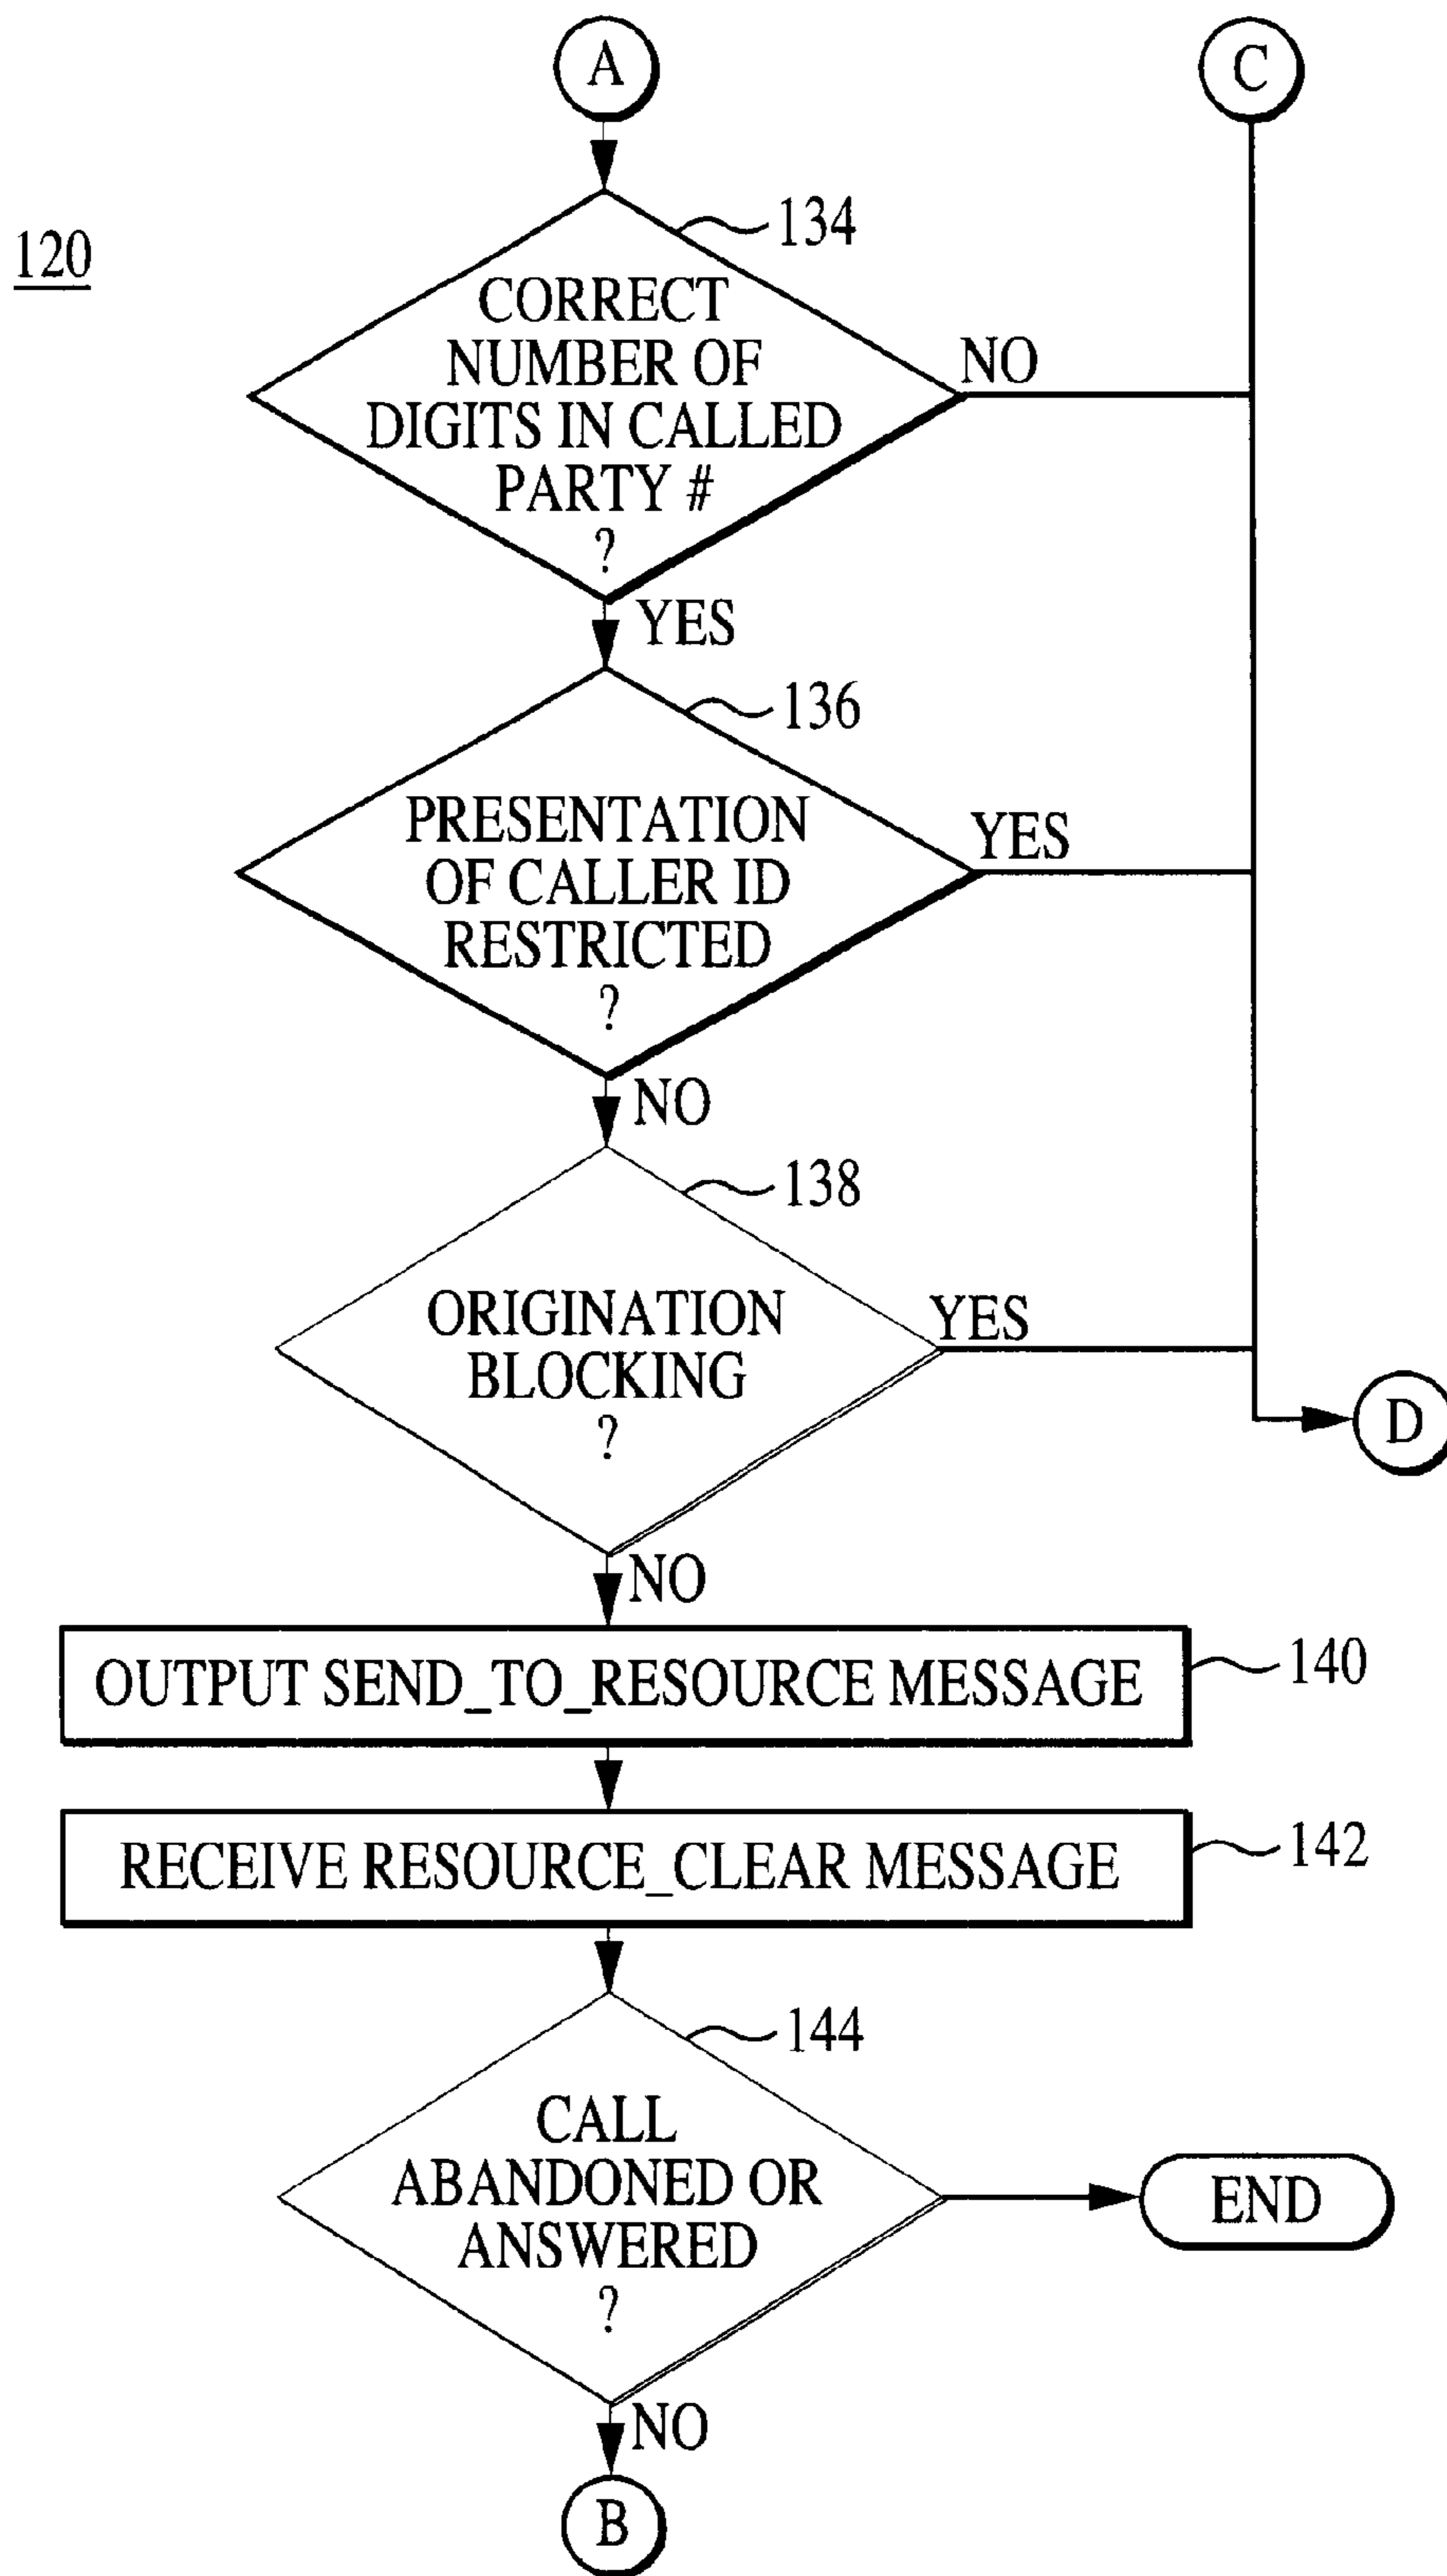 A
C
120
134
CORRECT
NUMBER OF
DIGITS IN CALLED
PARTY #
?
NO
YES
136
PRESENTATION
OF CALLER ID
RESTRICTED
?
YES
NO
138
ORIGINATION
BLOCKING
?
YES
D
NO
OUTPUT SEND_TO_RESOURCE MESSAGE
140
RECEIVE RESOURCE_CLEAR MESSAGE
142
144
CALL
ABANDONED OR
ANSWERED
?
END
NO
B